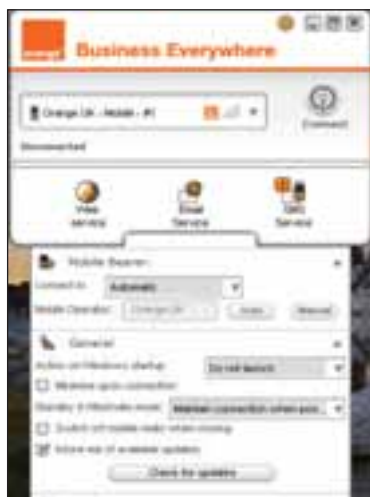 orange
Business Everywhere
Orange UK - Mobile - #1
Connect
Disconnected
Web service
Email Service
SMS Service
Mobile Bearer
Connect to: Automatic
Mobile Operator: Orange UK Auto Manual
General
Action on Windows startup: Do not launch
Minimise upon connection
Standby / Hibernate mode: Maintain connection when poss...
Switch off mobile radio when closing
Inform me of available updates
Check for updates